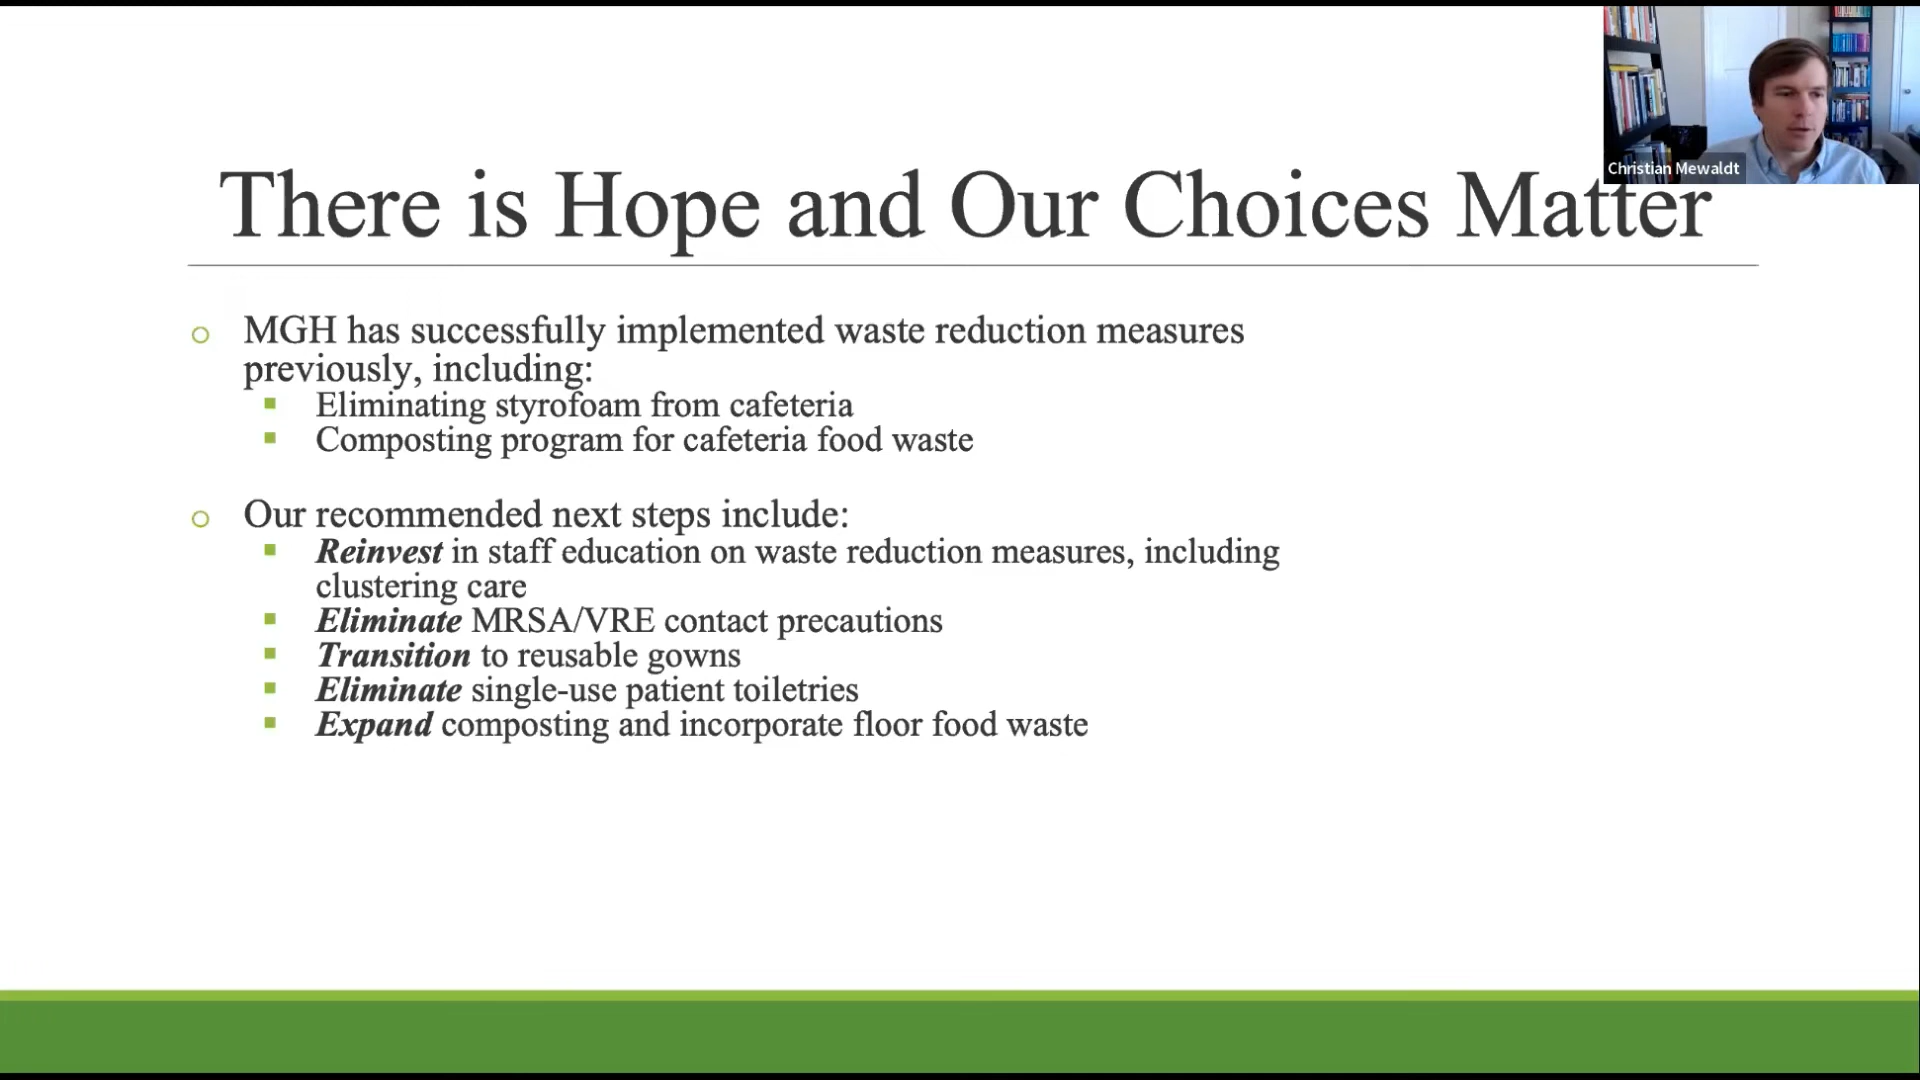 Christian Mewaldt
There is Hope and Our Choices Matter
MGH has successfully implemented waste reduction measures
previously, including:
Eliminating styrofoam from cafeteria
Composting program for cafeteria food waste
Our recommended next steps include:
Reinvest in staff education on waste reduction measures, including
clustering care
Eliminate MRSA/VRE contact precautions
Transition to reusable gowns
Eliminate single-use patient toiletries
Expand composting and incorporate floor food waste